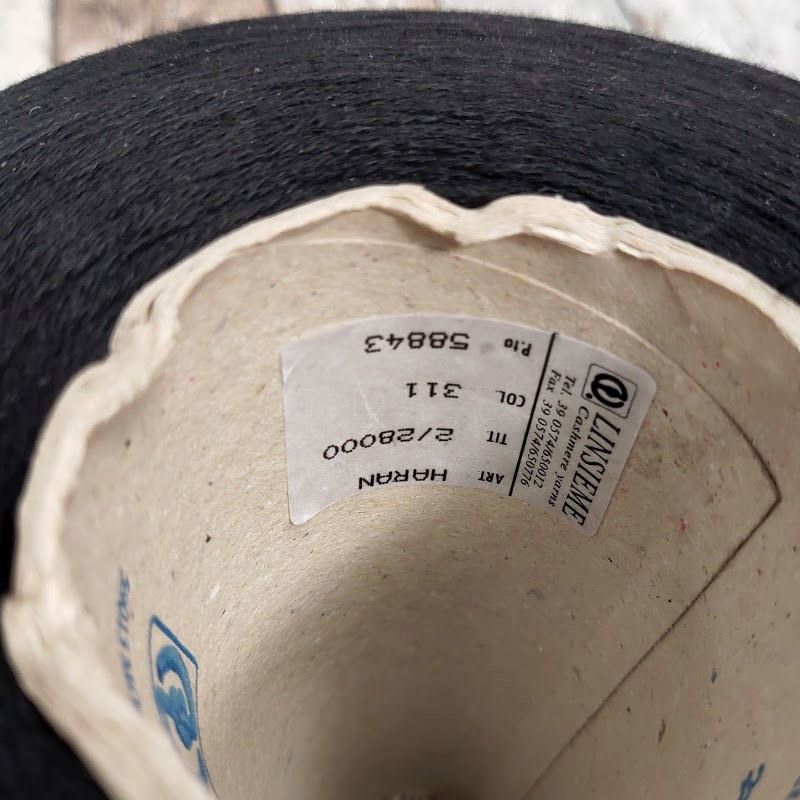 LINSIEME
Cashmere yarns
Tel. 39 0574/650012
Fax 39 0574/650776
ART HARAN
TIT. 2/28000
COL 311
P.ta 58843